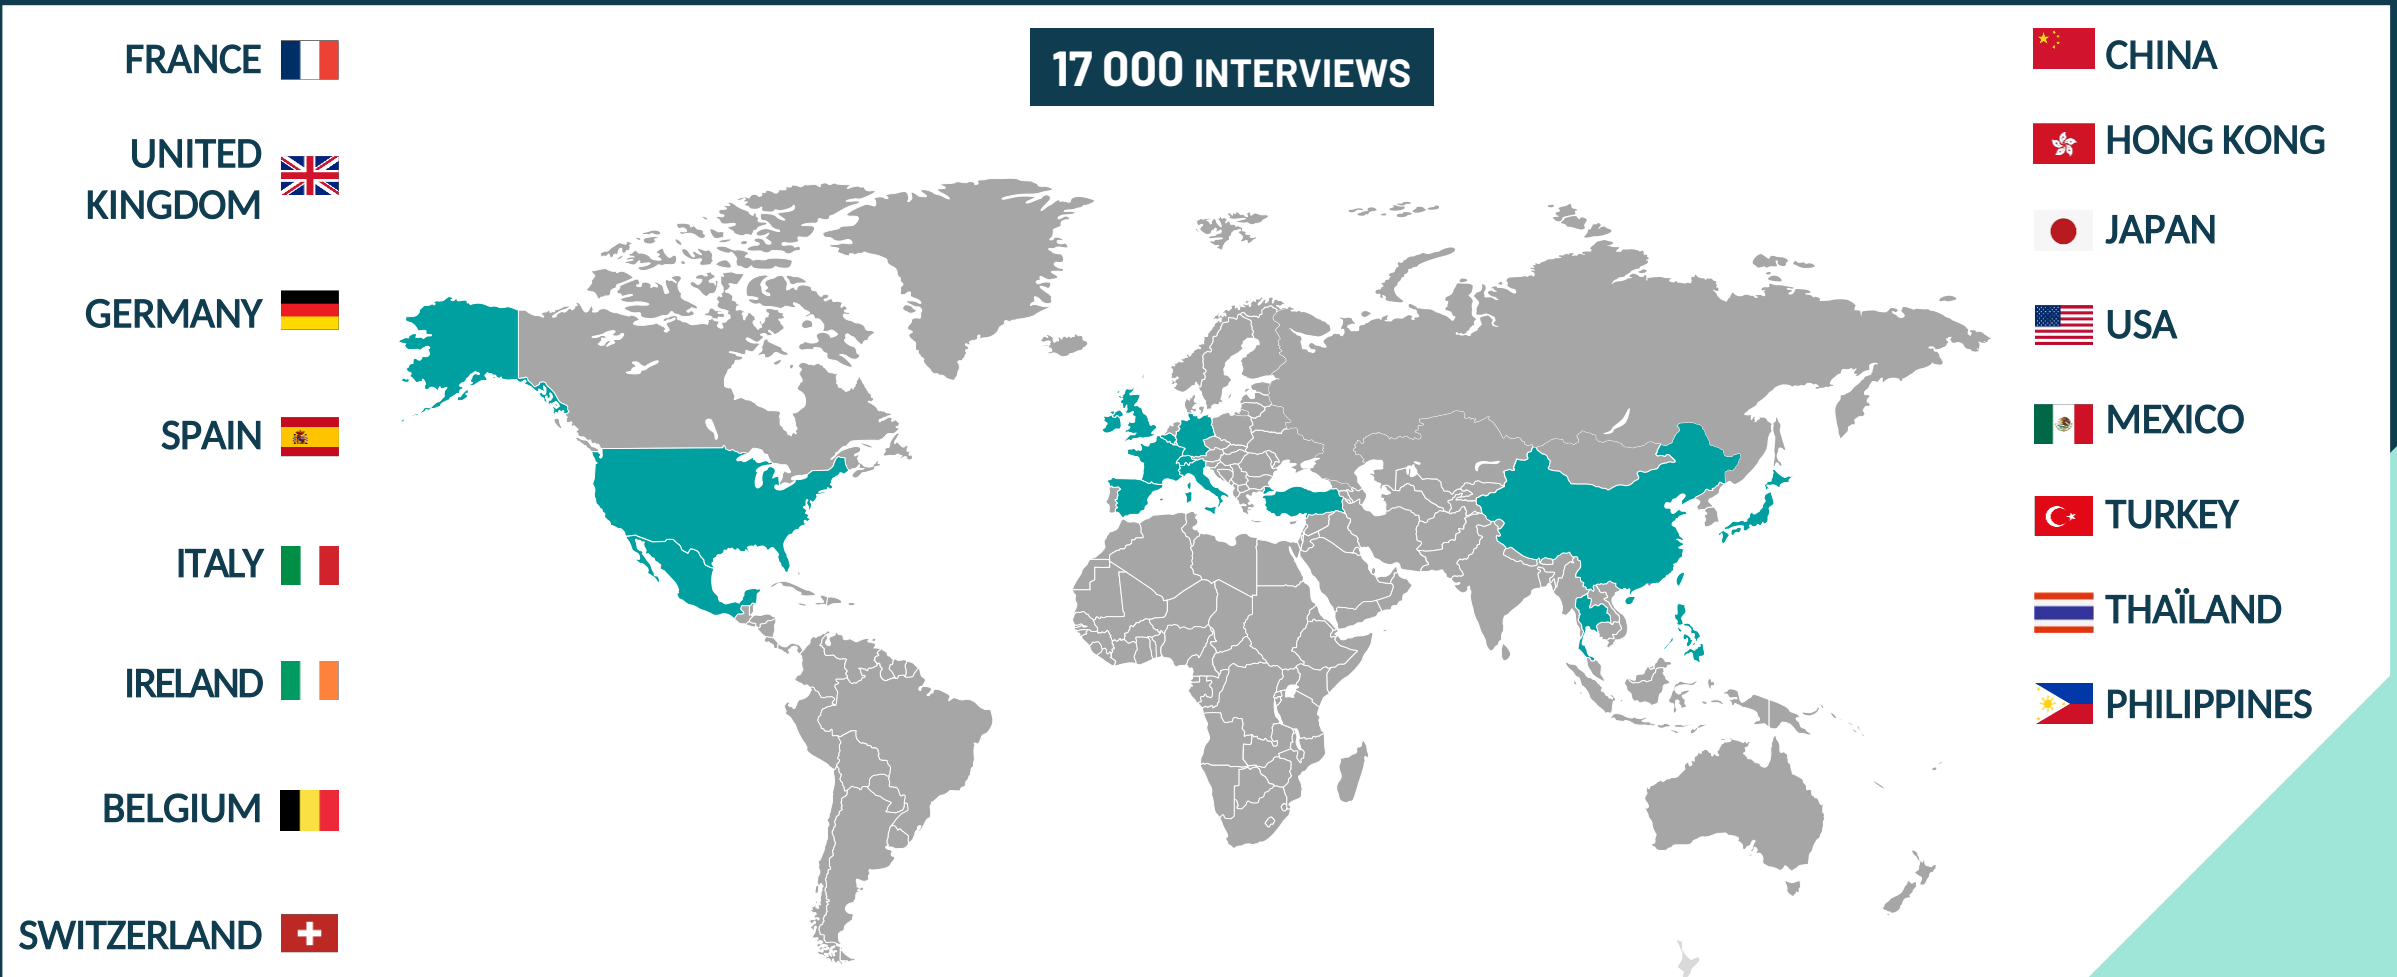 17 000 INTERVIEWS
FRANCE
UNITED
KINGDOM
GERMANY
SPAIN
ITALY
IRELAND
BELGIUM
SWITZERLAND
CHINA
HONG KONG
JAPAN
USA
MEXICO
TURKEY
THAÏLAND
PHILIPPINES